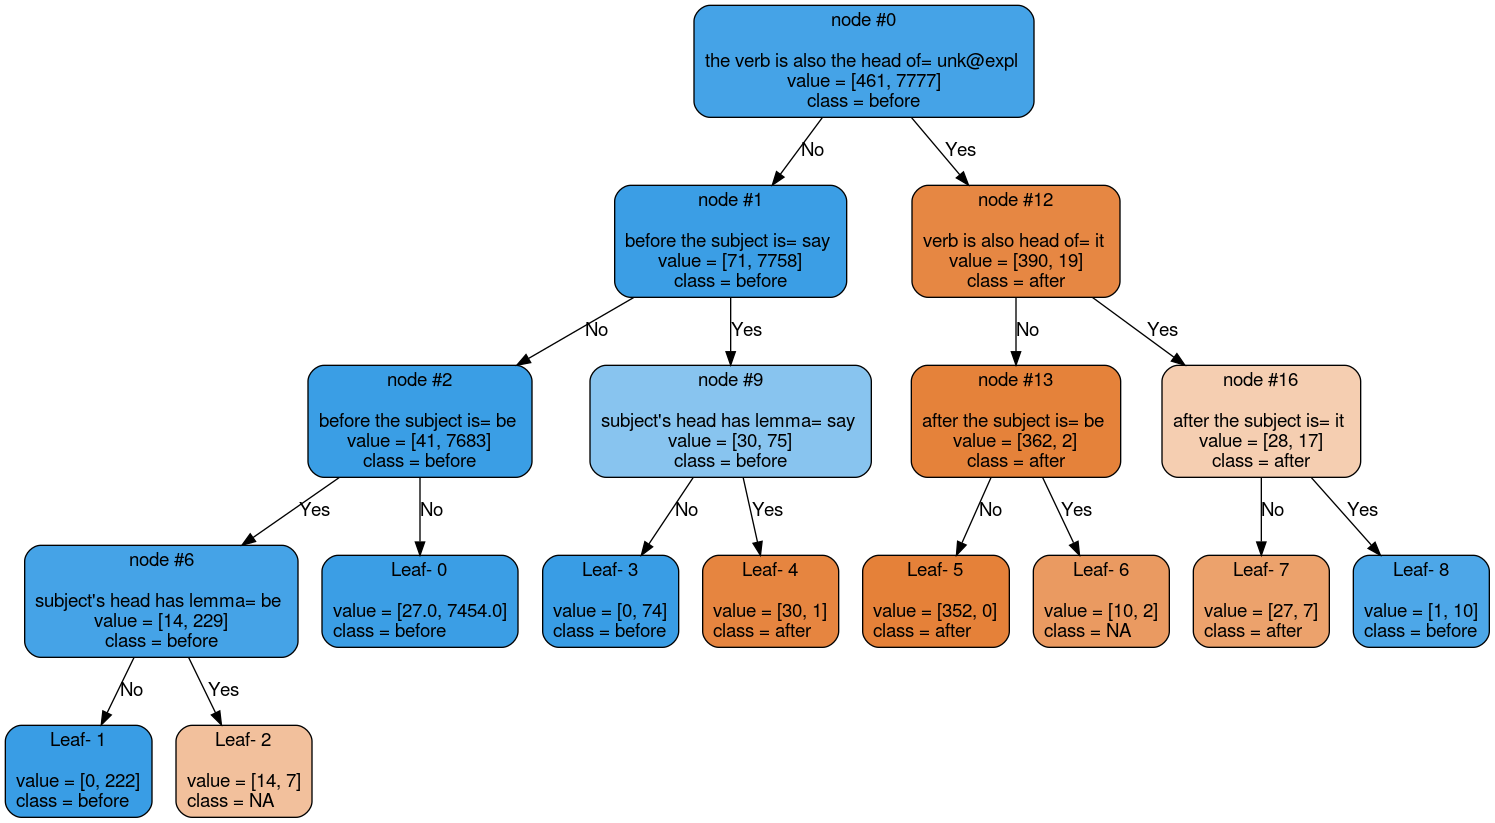 node #0
the verb is also the head of= unk@expl
value = [461, 7777]
class = before
No
Yes
node #1
before the subject is= say
value = [71, 7758]
class = before
node #12
verb is also head of= it
value = [390, 19]
class = after
No
Yes
No
Yes
node #2
before the subject is= be
value = [41, 7683]
class = before
node #9
subject's head has lemma= say
value = [30, 75]
class = before
node #13
after the subject is= be
value = [362, 2]
class = after
node #16
after the subject is= it
value = [28, 17]
class = after
Yes
No
No
Yes
No
Yes
No
Yes
node #6
subject's head has lemma= be
value = [14, 229]
class = before
Leaf- 0
value = [27.0, 7454.0]
class = before
Leaf- 3
value = [0, 74]
class = before
Leaf- 4
value = [30, 1]
class = after
Leaf- 5
value = [352, 0]
class = after
Leaf- 6
value = [10, 2]
class = NA
Leaf- 7
value = [27, 7]
class = after
Leaf- 8
value = [1, 10]
class = before
No
Yes
Leaf- 1
value = [0, 222]
class = before
Leaf- 2
value = [14, 7]
class = NA